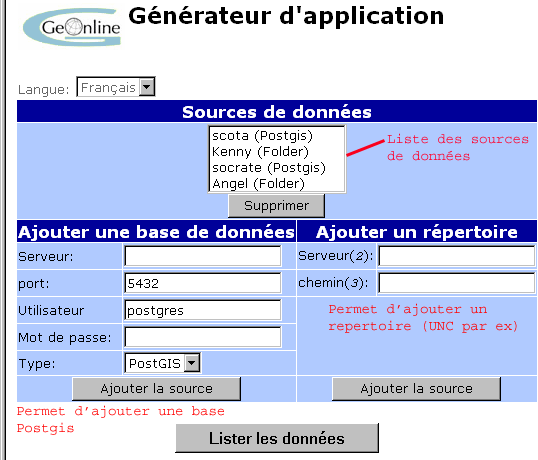 GeOnline
Générateur d'application
Langue: Français
Sources de données
scota (Postgis)
Kenny (Folder)
socrate (Postgis)
Angel (Folder)
Liste des sources
de données
Supprimer
Ajouter une base de données
Serveur:
port: 5432
Utilisateur postgres
Mot de passe:
Type: PostGIS
Ajouter la source
Permet d'ajouter une base
Postgis
Ajouter un répertoire
Serveur(2):
chemin(3):
Permet d'ajouter un
repertoire (UNC par ex)
Ajouter la source
Lister les données